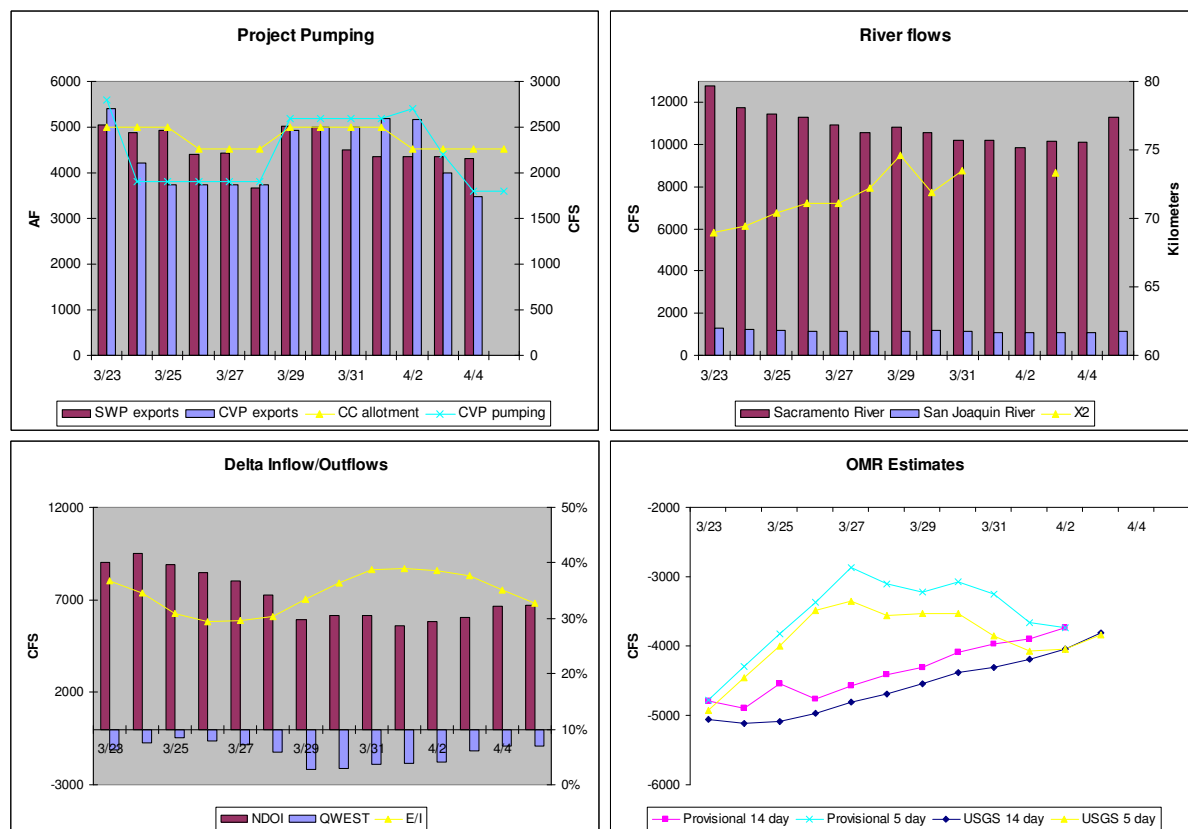 Project Pumping
6000
5000
4000
3000
2000
1000
0
AF
3000
2500
2000
1500
1000
500
0
CFS
3/23 3/25 3/27 3/29 3/31 4/2 4/4
SWP exports CVP exports CC allotment CVP pumping
River flows
12000
10000
8000
6000
4000
2000
0
CFS
80
75
70
65
60
Kilometers
3/23 3/25 3/27 3/29 3/31 4/2 4/4
Sacramento River San Joaquin River X2
Delta Inflow/Outflows
12000
7000
2000
-3000
CFS
50%
40%
30%
20%
10%
0%
3/23 3/25 3/27 3/29 3/31 4/2 4/4
NDOI QWEST E/I
OMR Estimates
-2000
-3000
-4000
-5000
-6000
CFS
3/23 3/25 3/27 3/29 3/31 4/2 4/4
Provisional 14 day Provisional 5 day USGS 14 day USGS 5 day